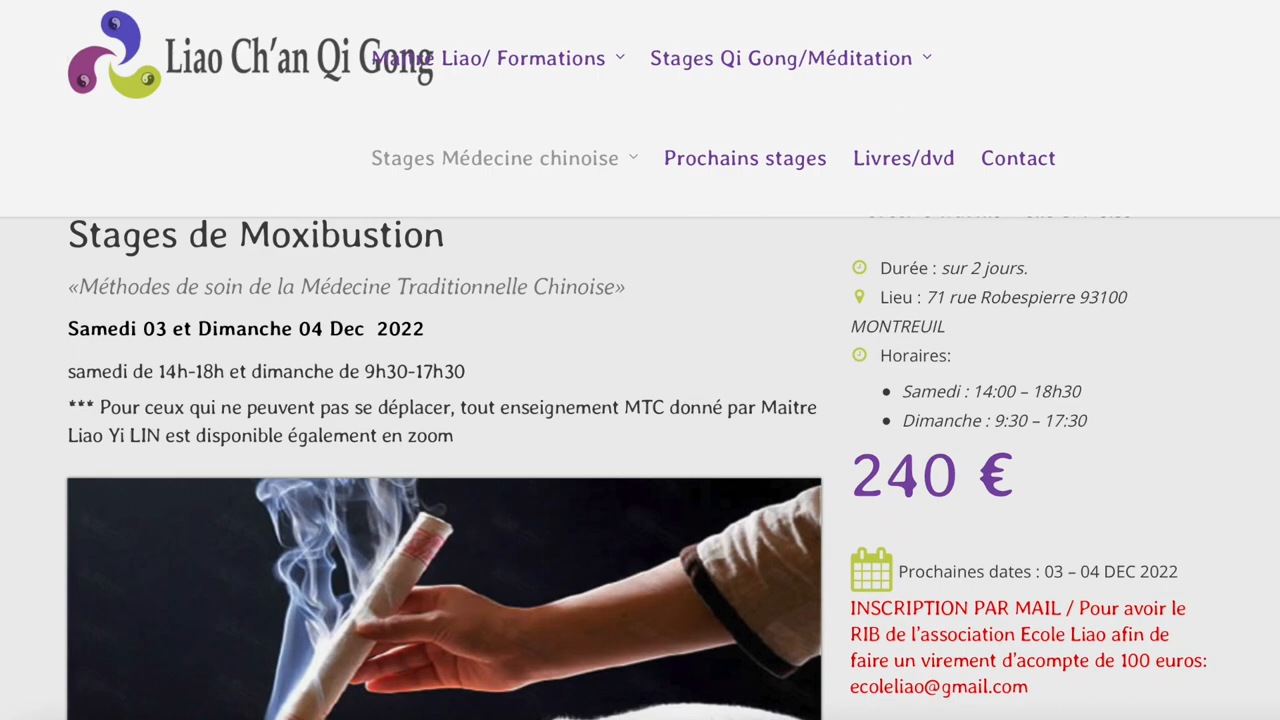 Liao Ch'an Qi Gong
Maître Liao/ Formations
Stages Qi Gong/Méditation
Stages Médecine chinoise
Prochains stages
Livres/dvd
Contact
Stages de Moxibustion
«Méthodes de soin de la Médecine Traditionnelle Chinoise»
Samedi 03 et Dimanche 04 Dec 2022
samedi de 14h-18h et dimanche de 9h30-17h30
*** Pour ceux qui ne peuvent pas se déplacer, tout enseignement MTC donné par Maitre
Liao Yi LIN est disponible également en zoom
Durée : sur 2 jours.
Lieu : 71 rue Robespierre 93100
MONTREUIL
Horaires:
Samedi : 14:00 – 18h30
Dimanche : 9:30 – 17:30
240 €
Prochaines dates : 03 – 04 DEC 2022
INSCRIPTION PAR MAIL / Pour avoir le
RIB de l'association Ecole Liao afin de
faire un virement d'acompte de 100 euros:
ecoleliao@gmail.com